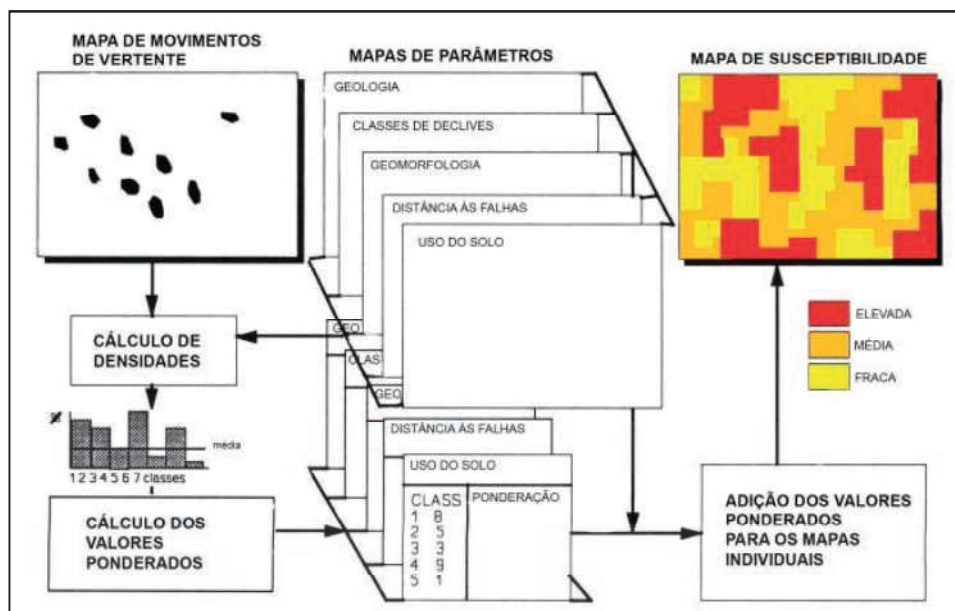 MAPA DE MOVIMENTOS
DE VERTENTE
MAPAS DE PARÂMETROS
MAPA DE SUSCEPTIBILIDADE
GEOLOGIA
CLASSES DE DECLIVES
GEOMORFOLOGIA
DISTÂNCIA ÀS FALHAS
USO DO SOLO
CÁLCULO DE
DENSIDADES
GEO
CLAS
GEO
ELEVADA
MÉDIA
FRACA
%
média
1 2 3 4 5 6 7 classes
DISTÂNCIA ÀS FALHAS
USO DO SOLO
CLASS PONDERAÇÃO
1 8
2 5
3 3
4 9
5 1
CÁLCULO DOS
VALORES
PONDERADOS
ADIÇÃO DOS VALORES
PONDERADOS
PARA OS MAPAS
INDIVIDUAIS